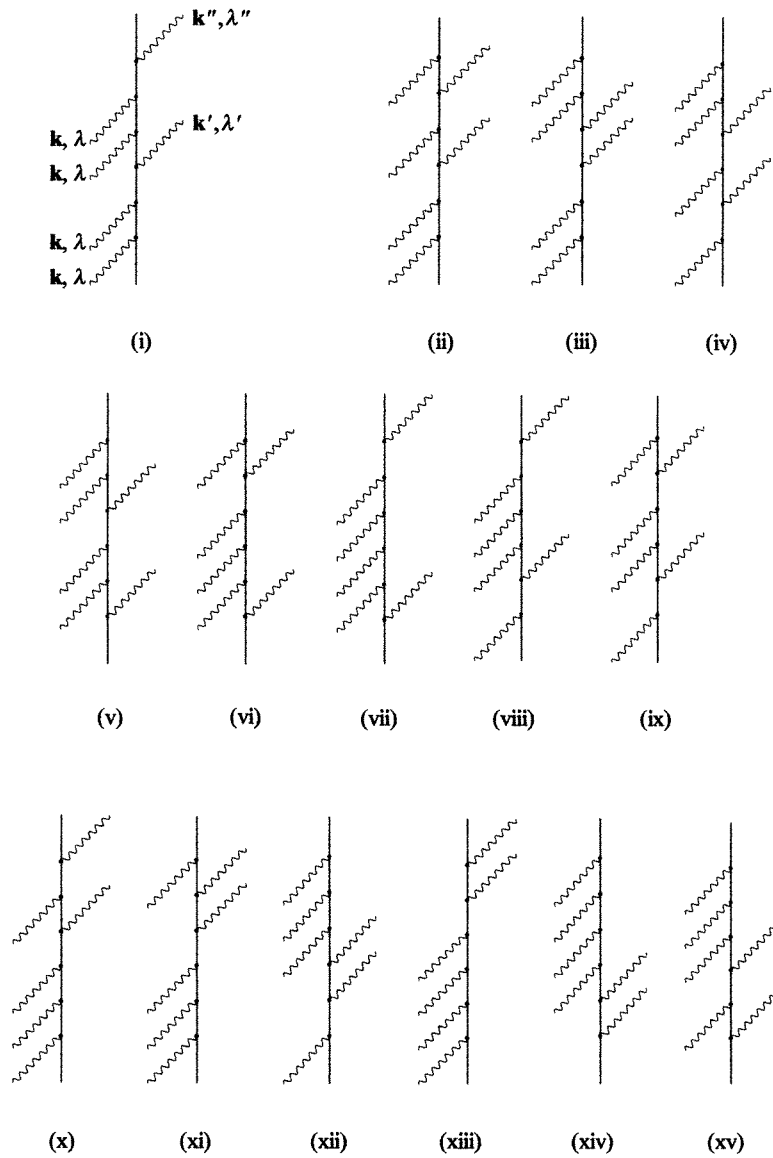 k″, λ″
k, λ
k′, λ′
k, λ
k, λ
k, λ
(i)
(ii)
(iii)
(iv)
(v)
(vi)
(vii)
(viii)
(ix)
(x)
(xi)
(xii)
(xiii)
(xiv)
(xv)